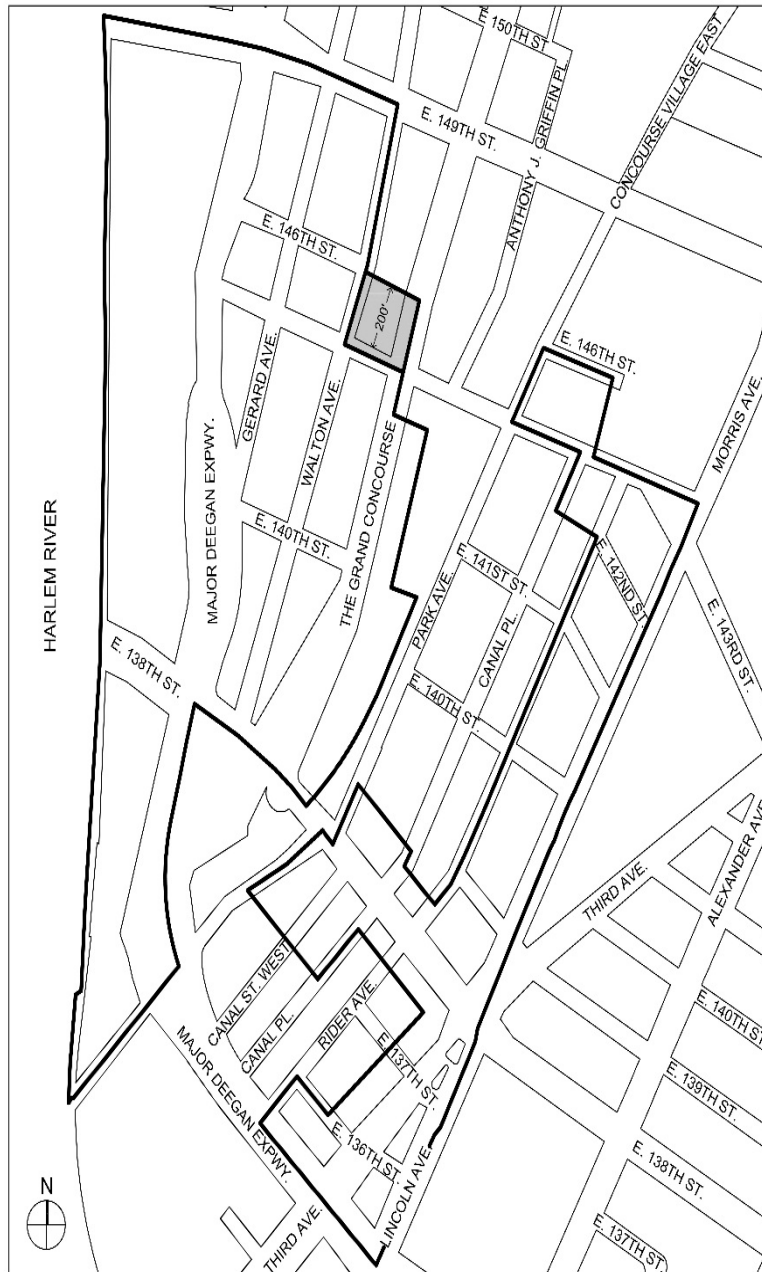 E. 150TH ST
ANTHONY J. GRIFFIN PL.
CONCOURSE VILLAGE EAST
E. 149TH ST.
E. 146TH ST.
200'
E. 146TH ST.
MORRIS AVE.
GERARD AVE.
WALTON AVE.
MAJOR DEEGAN EXPWY.
THE GRAND CONCOURSE
HARLEM RIVER
E. 140TH ST.
E. 141ST ST.
E. 142ND ST.
PARK AVE.
CANAL PL.
E. 143RD ST.
E. 138TH ST.
E. 140TH ST.
THIRD AVE.
ALEXANDER AVE
CANAL ST. WEST
CANAL PL.
RIDER AVE.
E. 137TH ST.
E. 140TH ST.
MAJOR DEEGAN EXPWY.
E. 139TH ST.
E. 136TH ST.
E. 138TH ST.
LINCOLN AVE.
THIRD AVE.
E. 137TH ST.
N